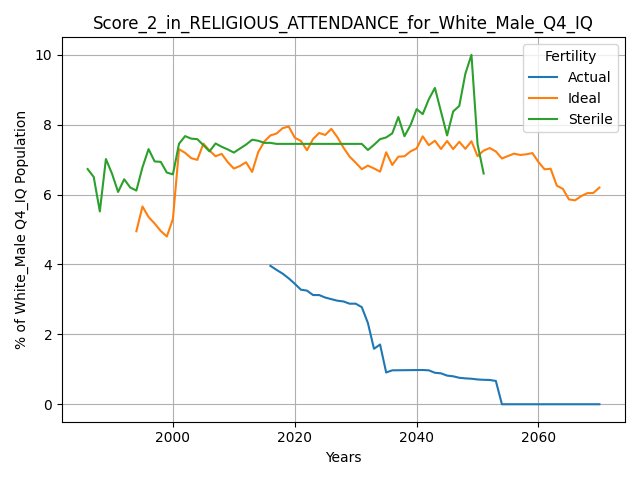 Score_2_in_RELIGIOUS_ATTENDANCE_for_White_Male_Q4_IQ
% of White_Male Q4_IQ Population
10
8
6
4
2
0
Fertility
Actual
Ideal
Sterile
2000
2020
2040
2060
Years